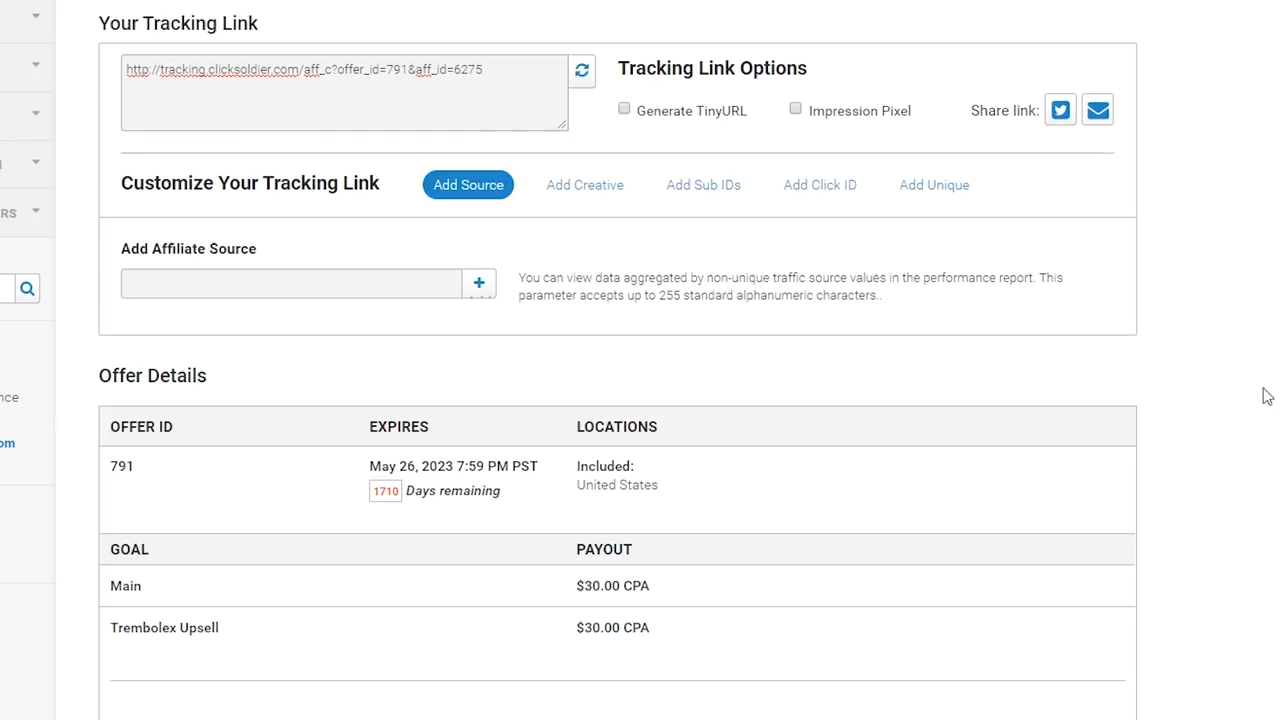 Your Tracking Link
http://tracking.clicksoldier.com/aff_c?offer_id=791&aff_id=6275
Tracking Link Options
Generate TinyURL
Impression Pixel
Share link:
Customize Your Tracking Link
Add Source
Add Creative
Add Sub IDs
Add Click ID
Add Unique
RS
Add Affiliate Source
+
You can view data aggregated by non-unique traffic source values in the performance report. This
parameter accepts up to 255 standard alphanumeric characters..
Offer Details
nce
om
OFFER ID
EXPIRES
LOCATIONS
791
May 26, 2023 7:59 PM PST
Included:
1710 Days remaining
United States
GOAL
PAYOUT
Main
$30.00 CPA
Trembolex Upsell
$30.00 CPA